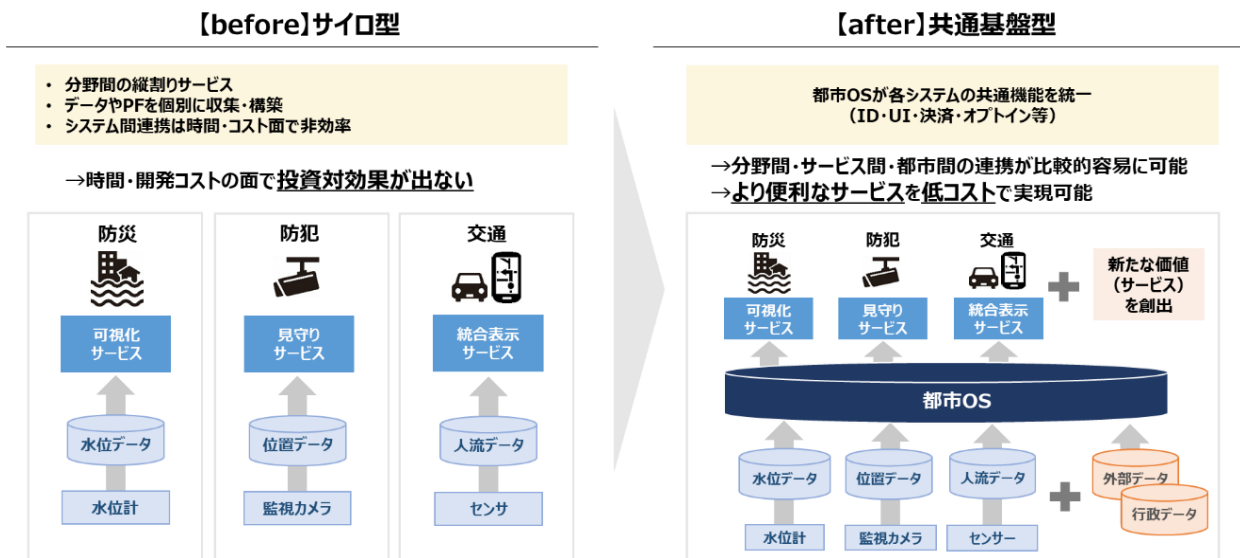 【before】サイロ型
・ 分野間の縦割りサービス
・ データやPFを個別に収集・構築
・ システム間連携は時間・コスト面で非効率
→時間・開発コストの面で投資対効果が出ない
防災
可視化
サービス
水位データ
水位計
防犯
見守り
サービス
位置データ
監視カメラ
交通
統合表示
サービス
人流データ
センサ
【after】共通基盤型
都市OSが各システムの共通機能を統一
（ID・UI・決済・オプトイン等）
→分野間・サービス間・都市間の連携が比較的容易に可能
→より便利なサービスを低コストで実現可能
防災
可視化
サービス
防犯
見守り
サービス
交通
統合表示
サービス
新たな価値
（サービス）
を創出
都市OS
水位データ
位置データ
人流データ
外部データ
行政データ
水位計
監視カメラ
センサー